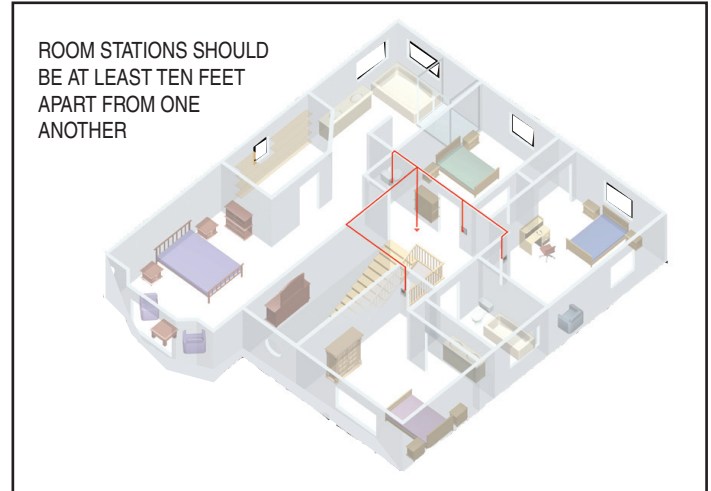 ROOM STATIONS SHOULD
BE AT LEAST TEN FEET
APART FROM ONE
ANOTHER